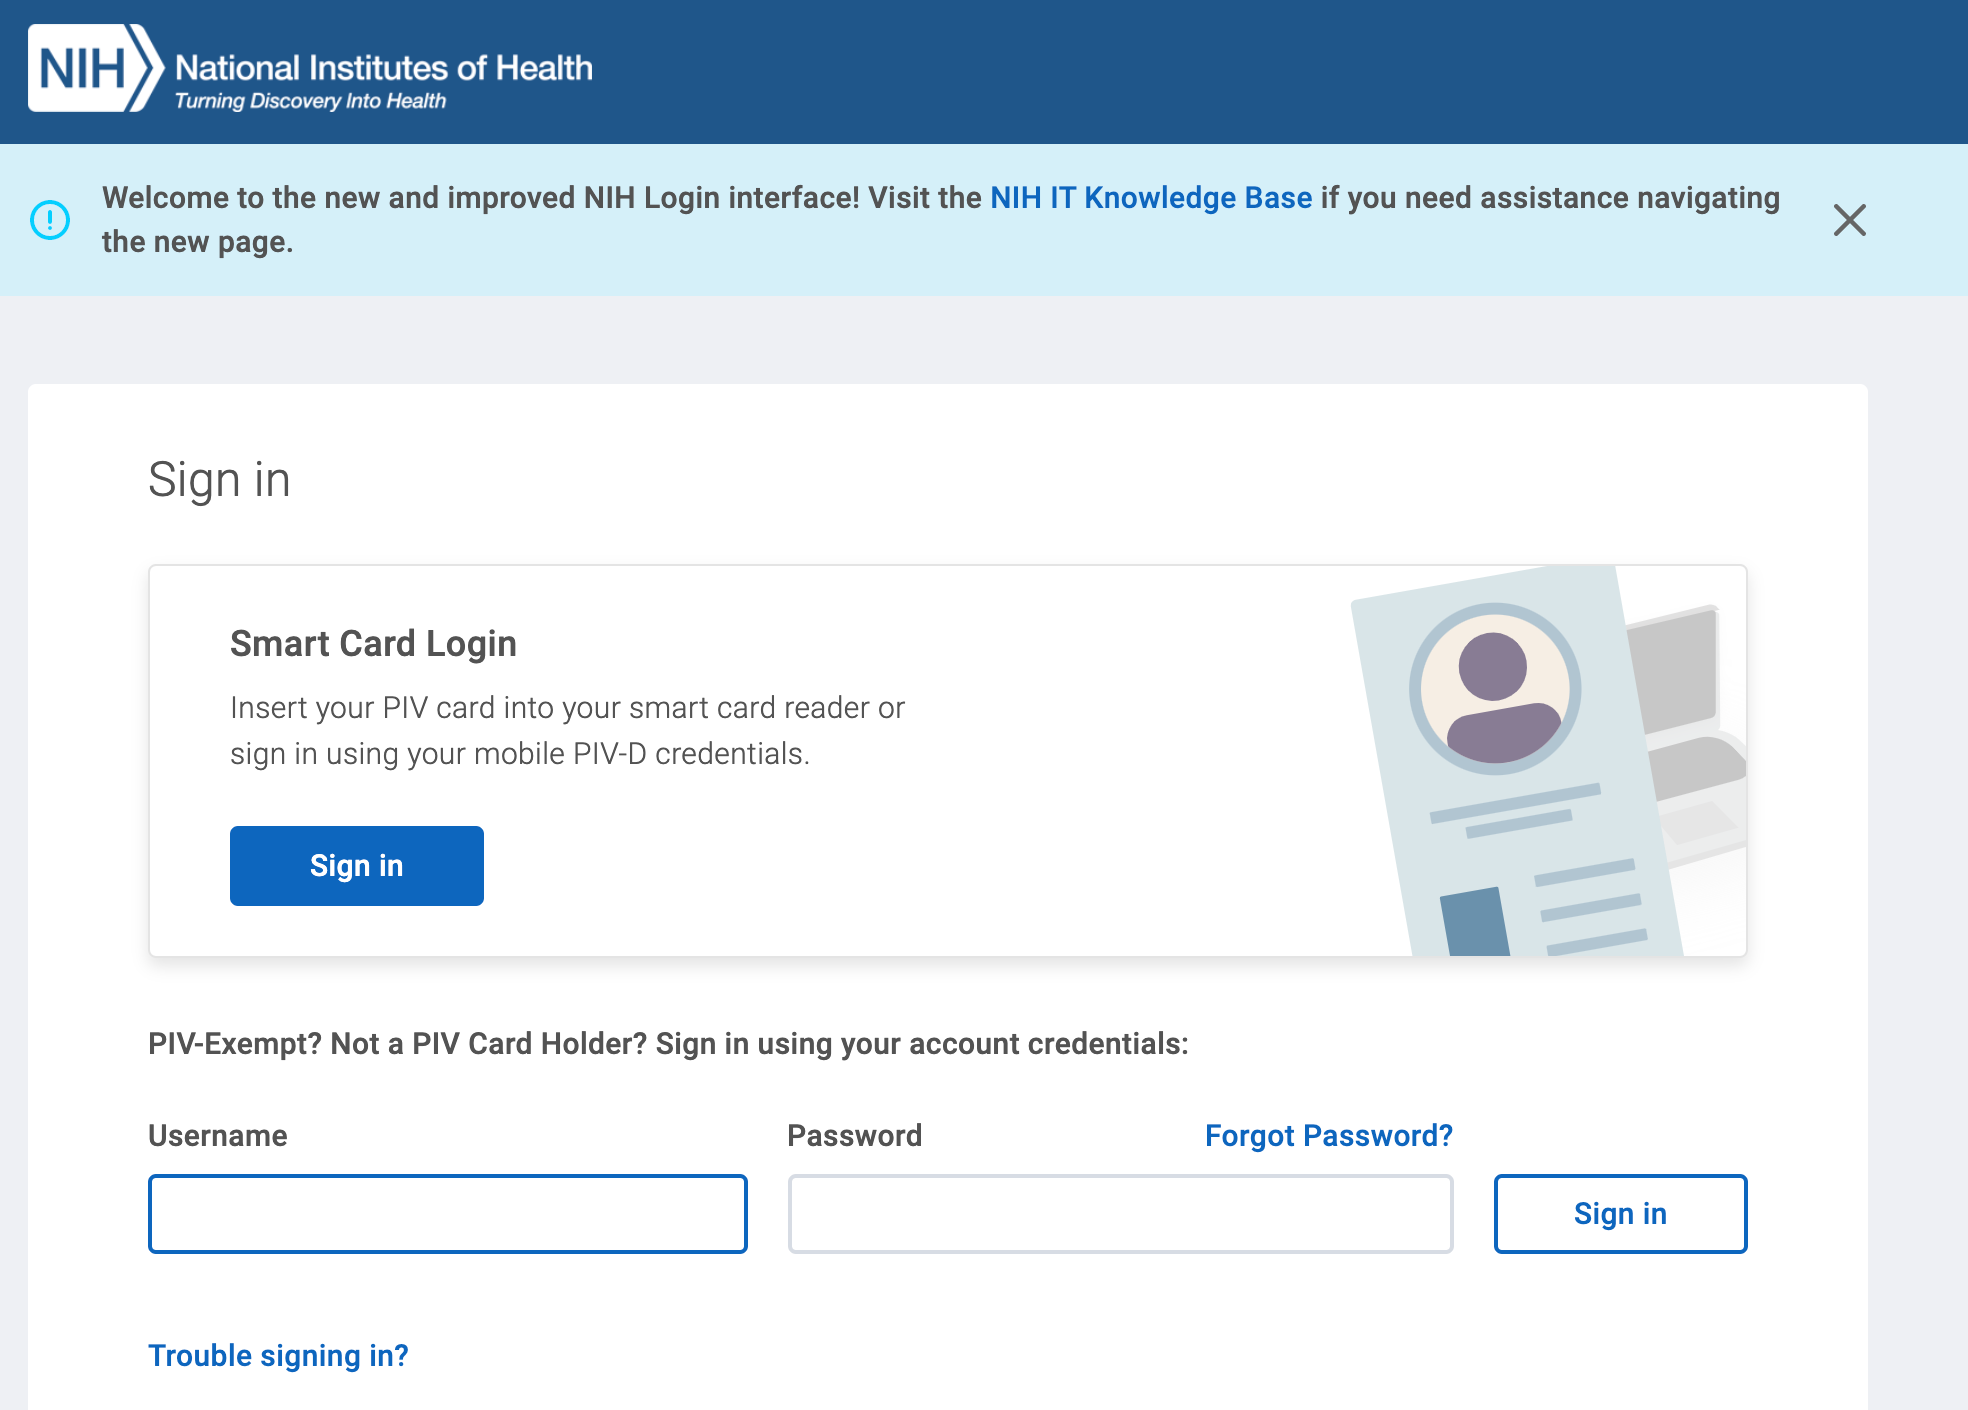 NIH National Institutes of Health
Turning Discovery Into Health
Welcome to the new and improved NIH Login interface! Visit the NIH IT Knowledge Base if you need assistance navigating
the new page.
Sign in
Smart Card Login
Insert your PIV card into your smart card reader or
sign in using your mobile PIV-D credentials.
Sign in
PIV-Exempt? Not a PIV Card Holder? Sign in using your account credentials:
Username
Password
Forgot Password?
Sign in
Trouble signing in?